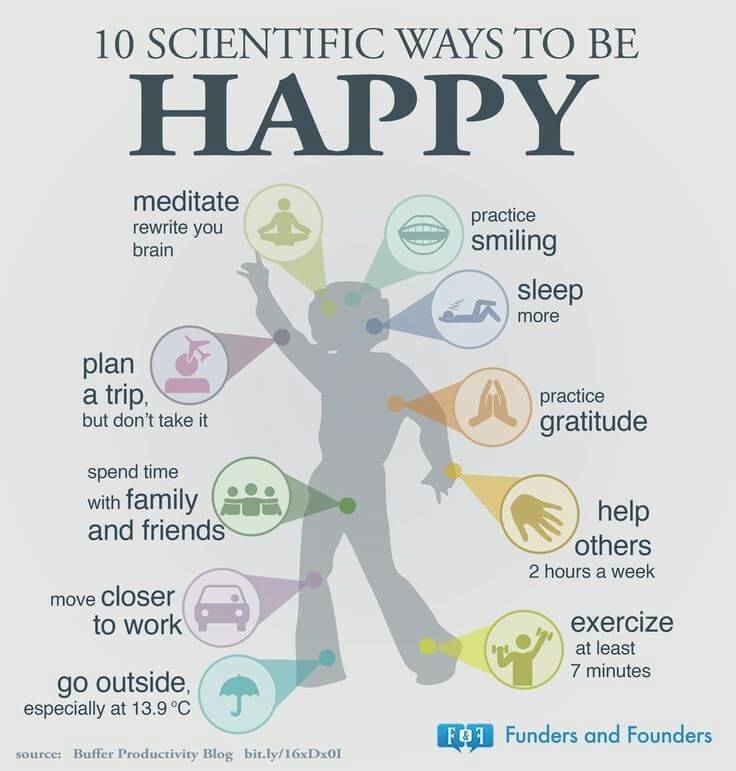 10 SCIENTIFIC WAYS TO BE
HAPPY
meditate
rewrite you
brain
practice
smiling
sleep
more
plan
a trip,
but don't take it
practice
gratitude
spend time
with family
and friends
help
others
2 hours a week
move closer
to work
exercize
at least
7 minutes
go outside,
especially at 13.9 °C
F&F Funders and Founders
source: Buffer Productivity Blog bit.ly/16xDx0I